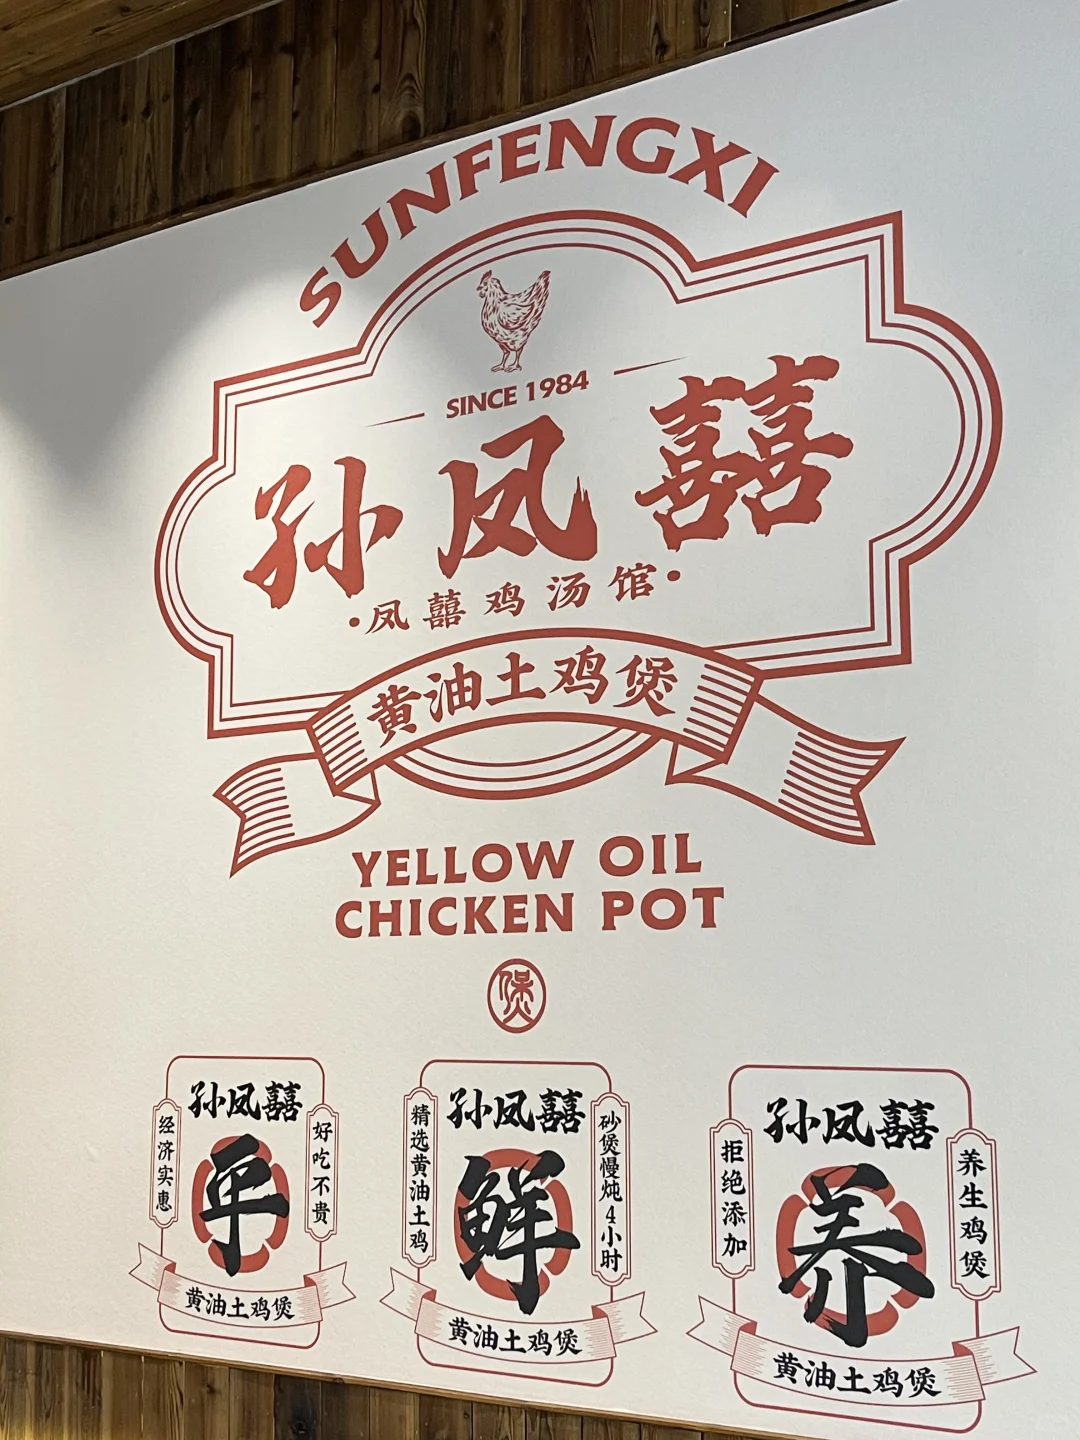 SUNFENGXI
SINCE 1984
孙凤囍
·凤囍鸡汤馆·
黄油土鸡煲
YELLOW OIL
CHICKEN POT
煲
孙凤囍
经济实惠
平
好吃不贵
黄油土鸡煲
孙凤囍
精选黄油土鸡
鲜
砂煲慢炖4小时
黄油土鸡煲
孙凤囍
拒绝添加
养
养生鸡煲
黄油土鸡煲